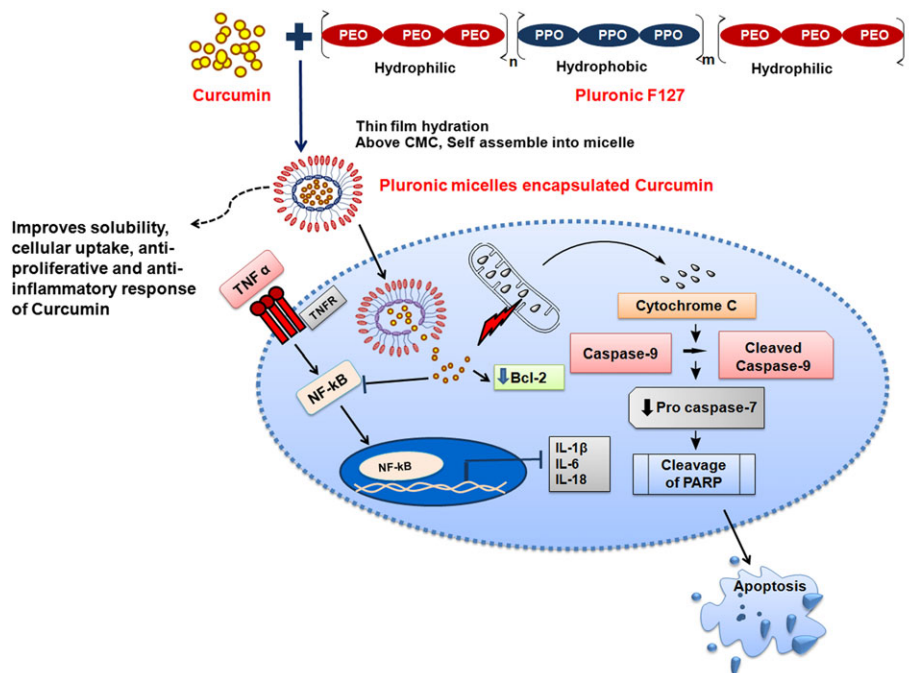 PEO PEO PEO
PPO PPO PPO
PEO PEO PEO
Hydrophilic
n
Hydrophobic
m
Hydrophilic
Curcumin
Pluronic F127
Thin film hydration
Above CMC, Self assemble into micelle
Pluronic micelles encapsulated Curcumin
Improves solubility,
cellular uptake, anti-
proliferative and anti-
inflammatory response
of Curcumin
TNF α
TNFR
NF-kB
Bcl-2
Cytochrome C
Caspase-9
Cleaved
Caspase-9
Pro caspase-7
Cleavage
of PARP
NF-kB
IL-1β
IL-6
IL-18
Apoptosis